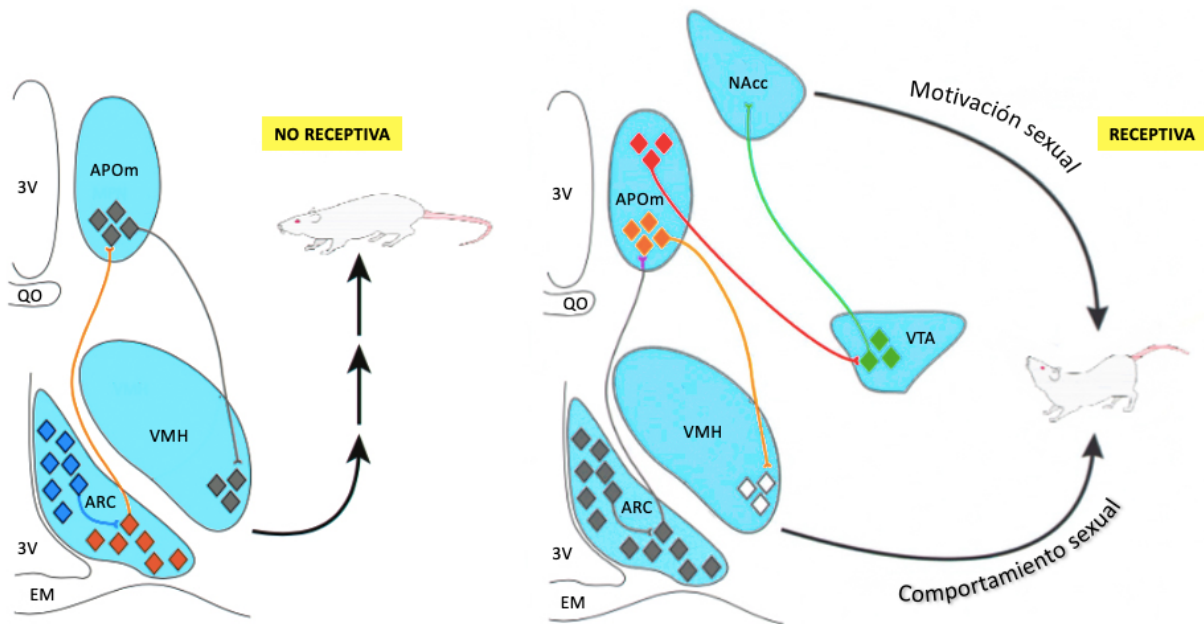 NO RECEPTIVA
APOm
3V
QO
VMH
ARC
3V
EM
NAcc
Motivación sexual
RECEPTIVA
3V
APOm
QO
VTA
VMH
ARC
3V
EM
Comportamiento sexual